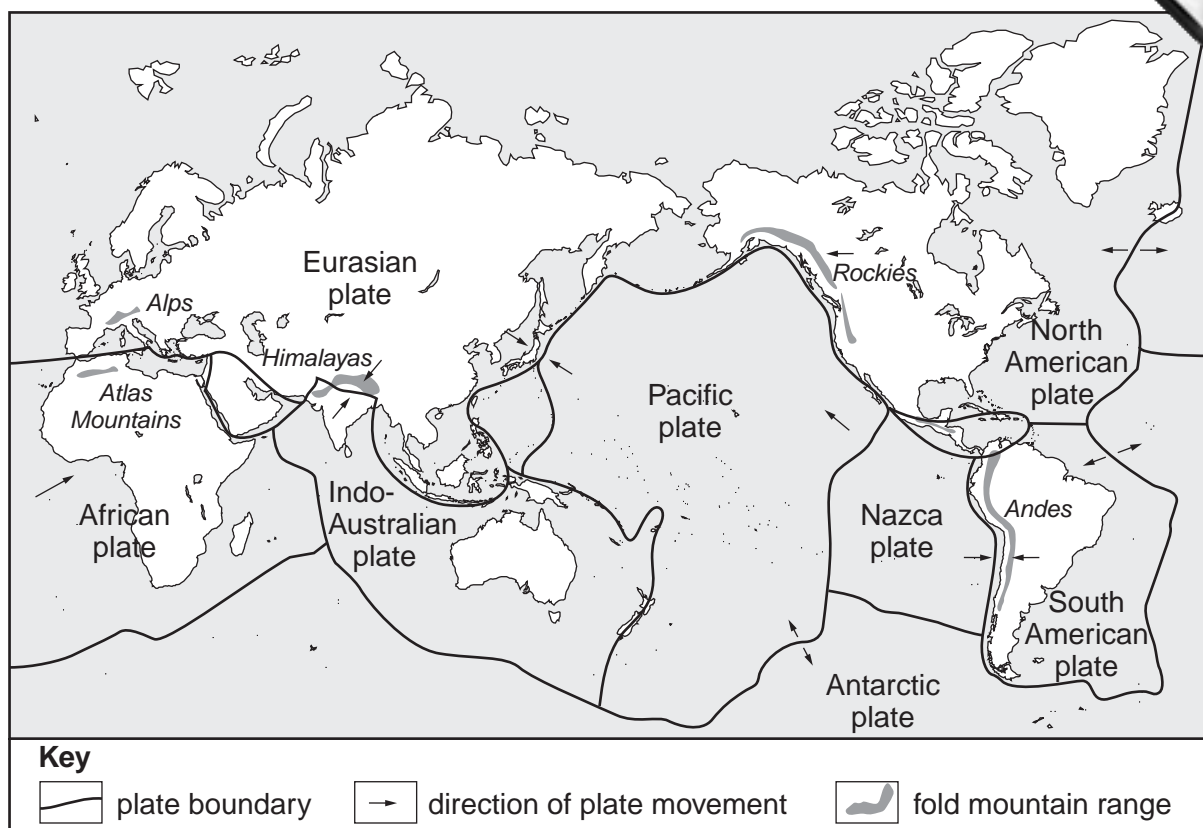 Eurasian
plate
Alps
Himalayas
Atlas
Mountains
African
plate
Indo-
Australian
plate
Pacific
plate
Rockies
North
American
plate
Nazca
plate
Andes
South
American
plate
Antarctic
plate
Key
plate boundary
direction of plate movement
fold mountain range